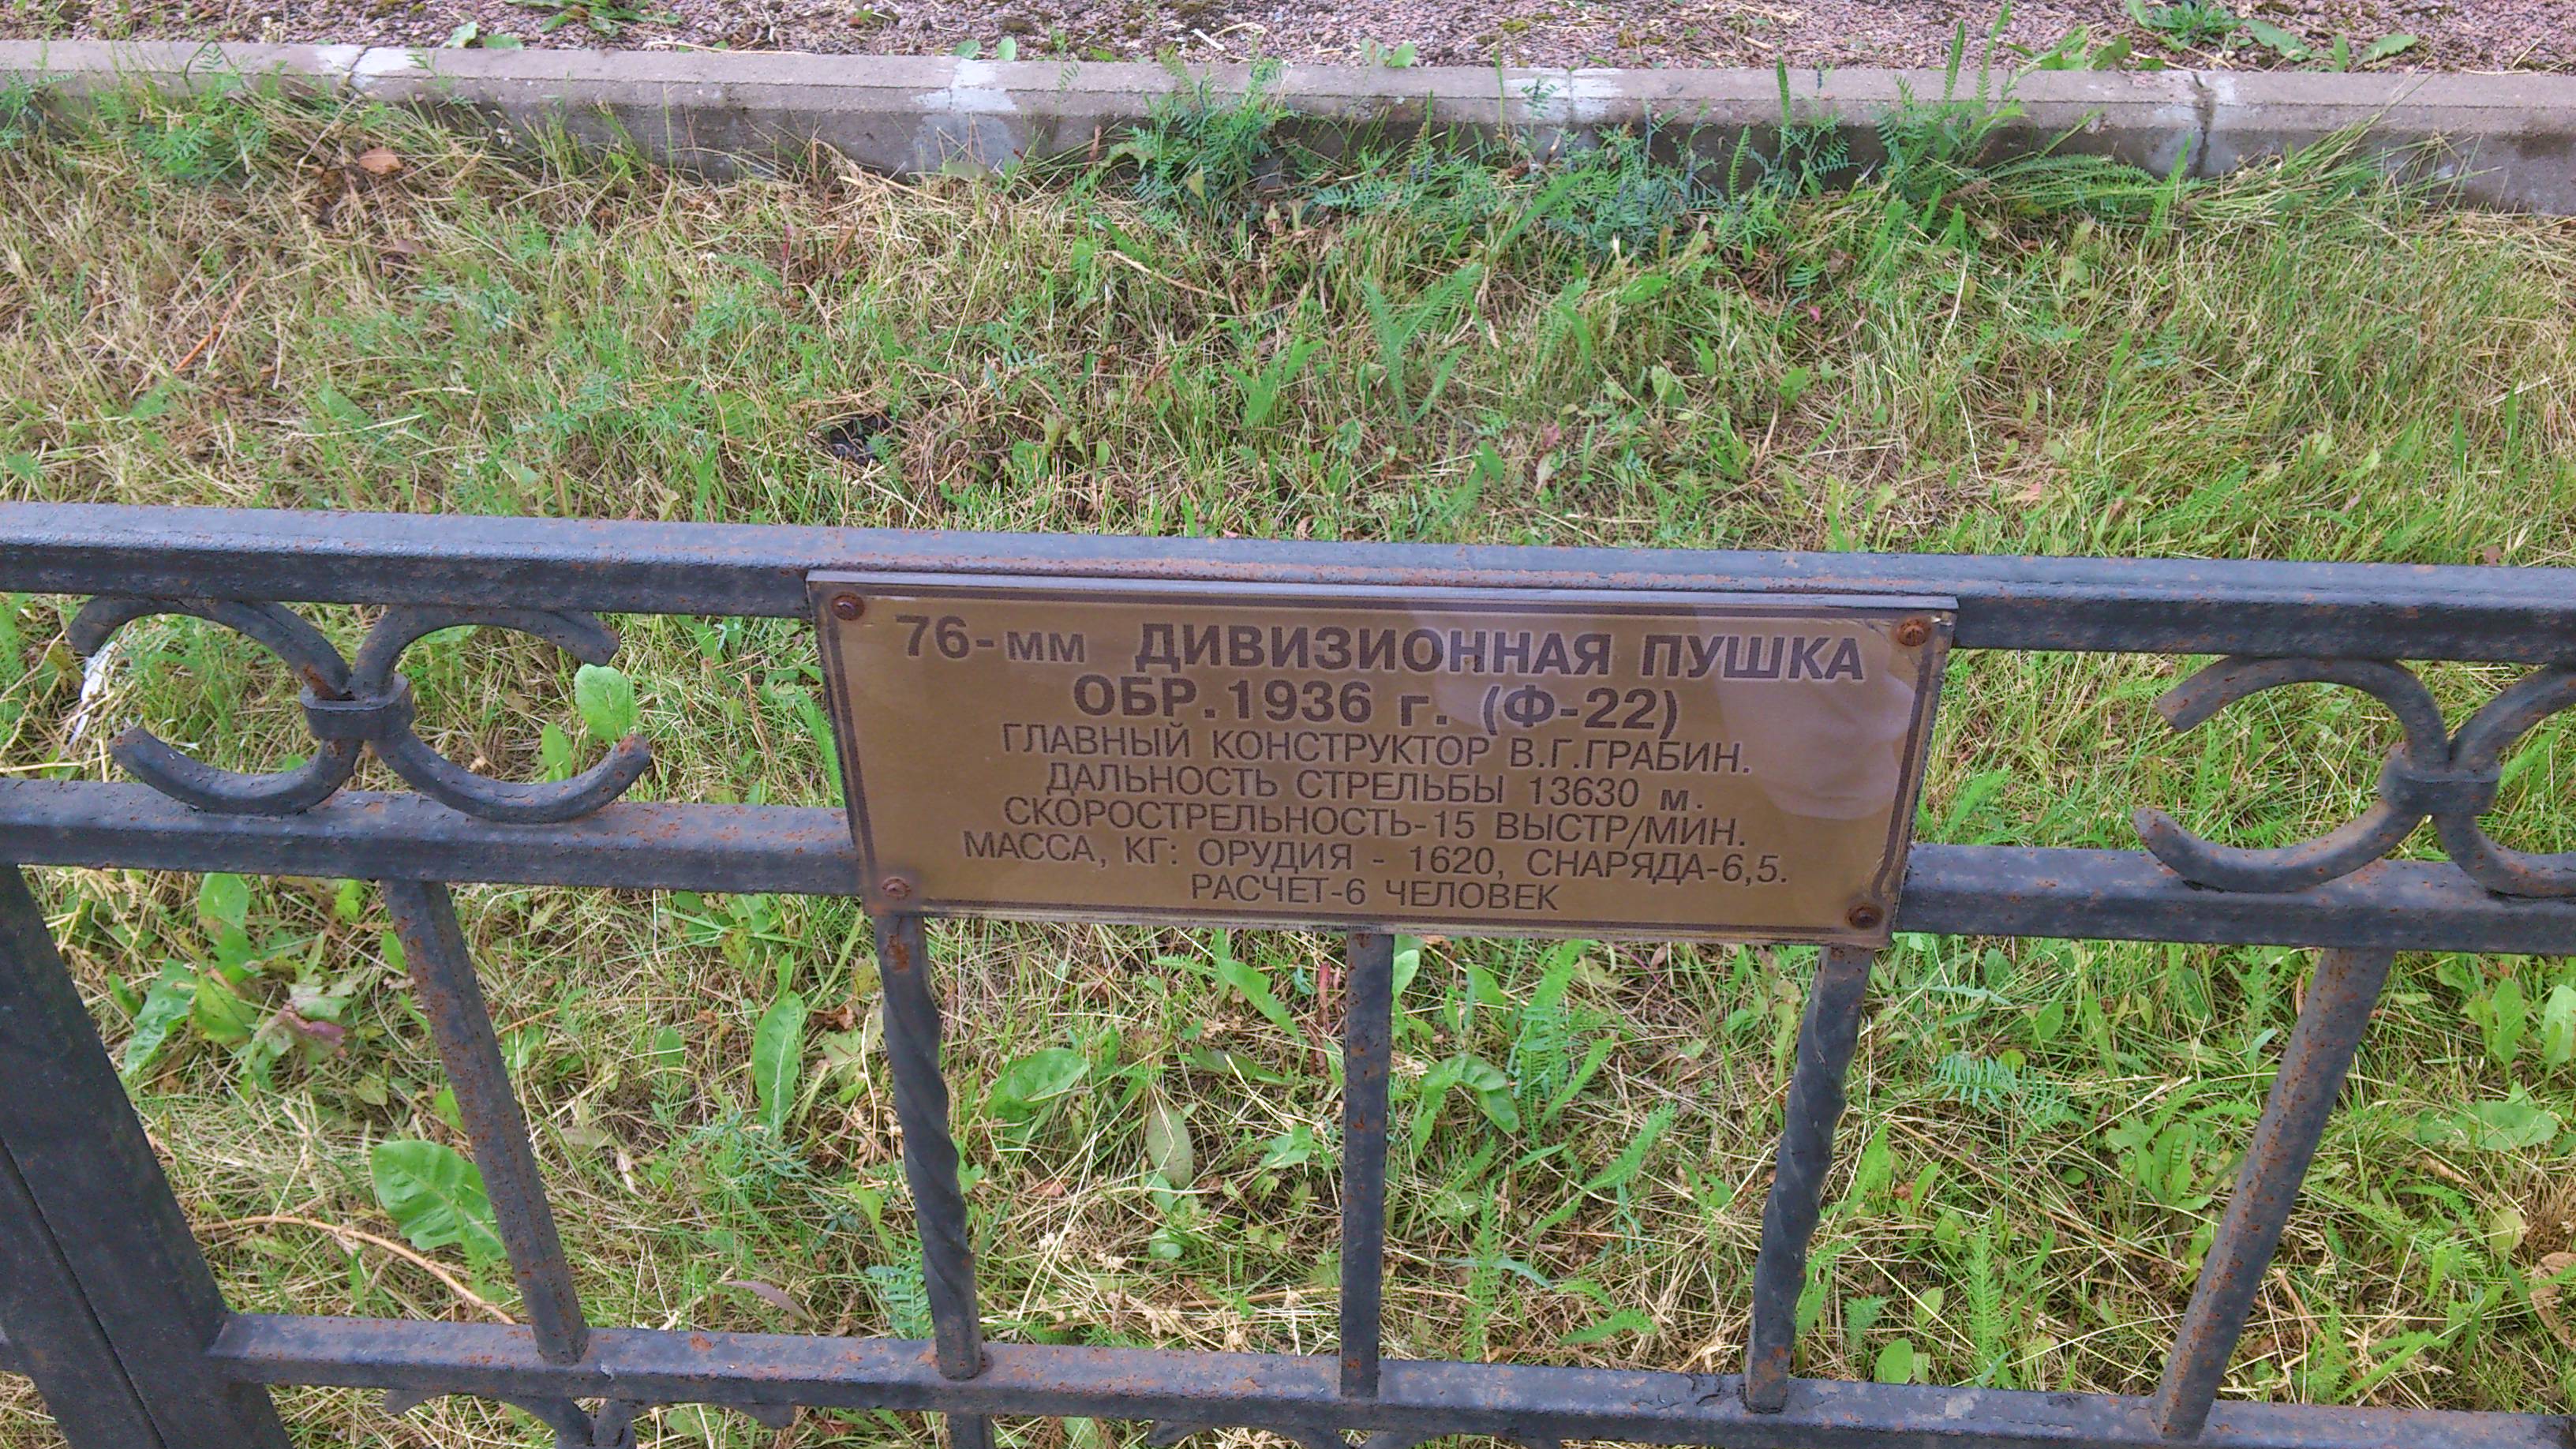 76-мм ДИВИЗИОННАЯ ПУШКА
ОБР.1936 г. (Ф-22)
ГЛАВНЫЙ КОНСТРУКТОР В.Г.ГРАБИН.
ДАЛЬНОСТЬ СТРЕЛЬБЫ 13630 м.
СКОРОСТРЕЛЬНОСТЬ-15 ВЫСТР/МИН.
МАССА, КГ: ОРУДИЯ - 1620, СНАРЯДА-6,5.
РАСЧЕТ-6 ЧЕЛОВЕК